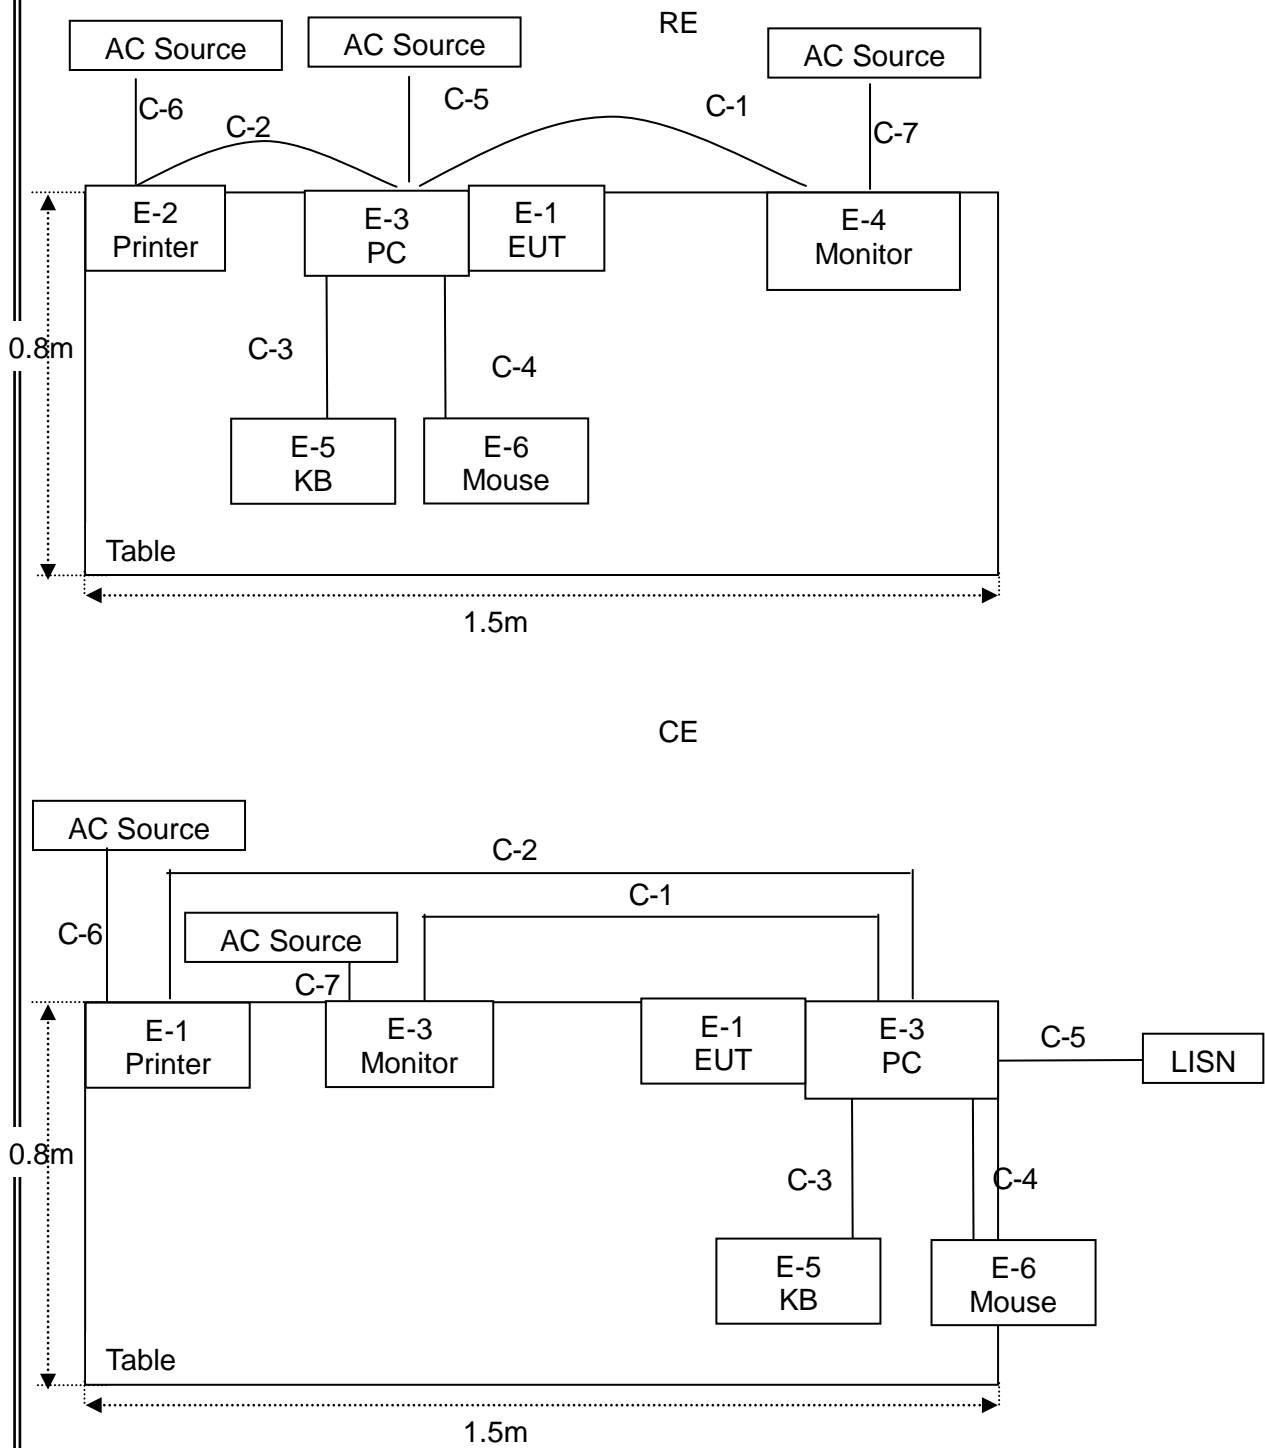 RE
AC Source
AC Source
AC Source
C-6
C-2
C-5
C-1
C-7
E-2
Printer
E-3
PC
E-1
EUT
E-4
Monitor
0.8m
C-3
C-4
E-5
KB
E-6
Mouse
Table
1.5m
CE
AC Source
C-2
C-1
C-6
AC Source
C-7
E-1
Printer
E-3
Monitor
E-1
EUT
E-3
PC
C-5
LISN
0.8m
C-3
C-4
E-5
KB
E-6
Mouse
Table
1.5m